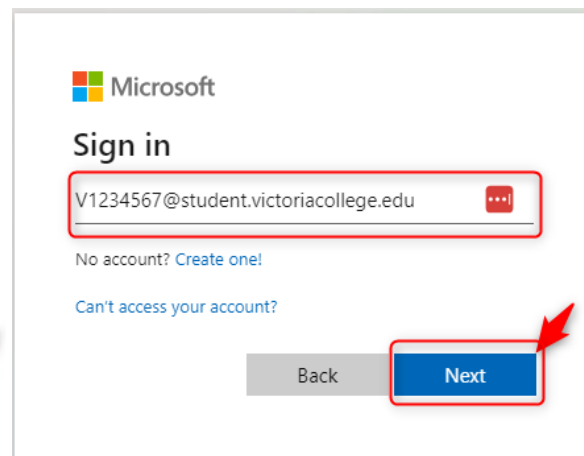 Microsoft
Sign in
V1234567@student.victoriacollege.edu
No account? Create one!
Can't access your account?
Back Next